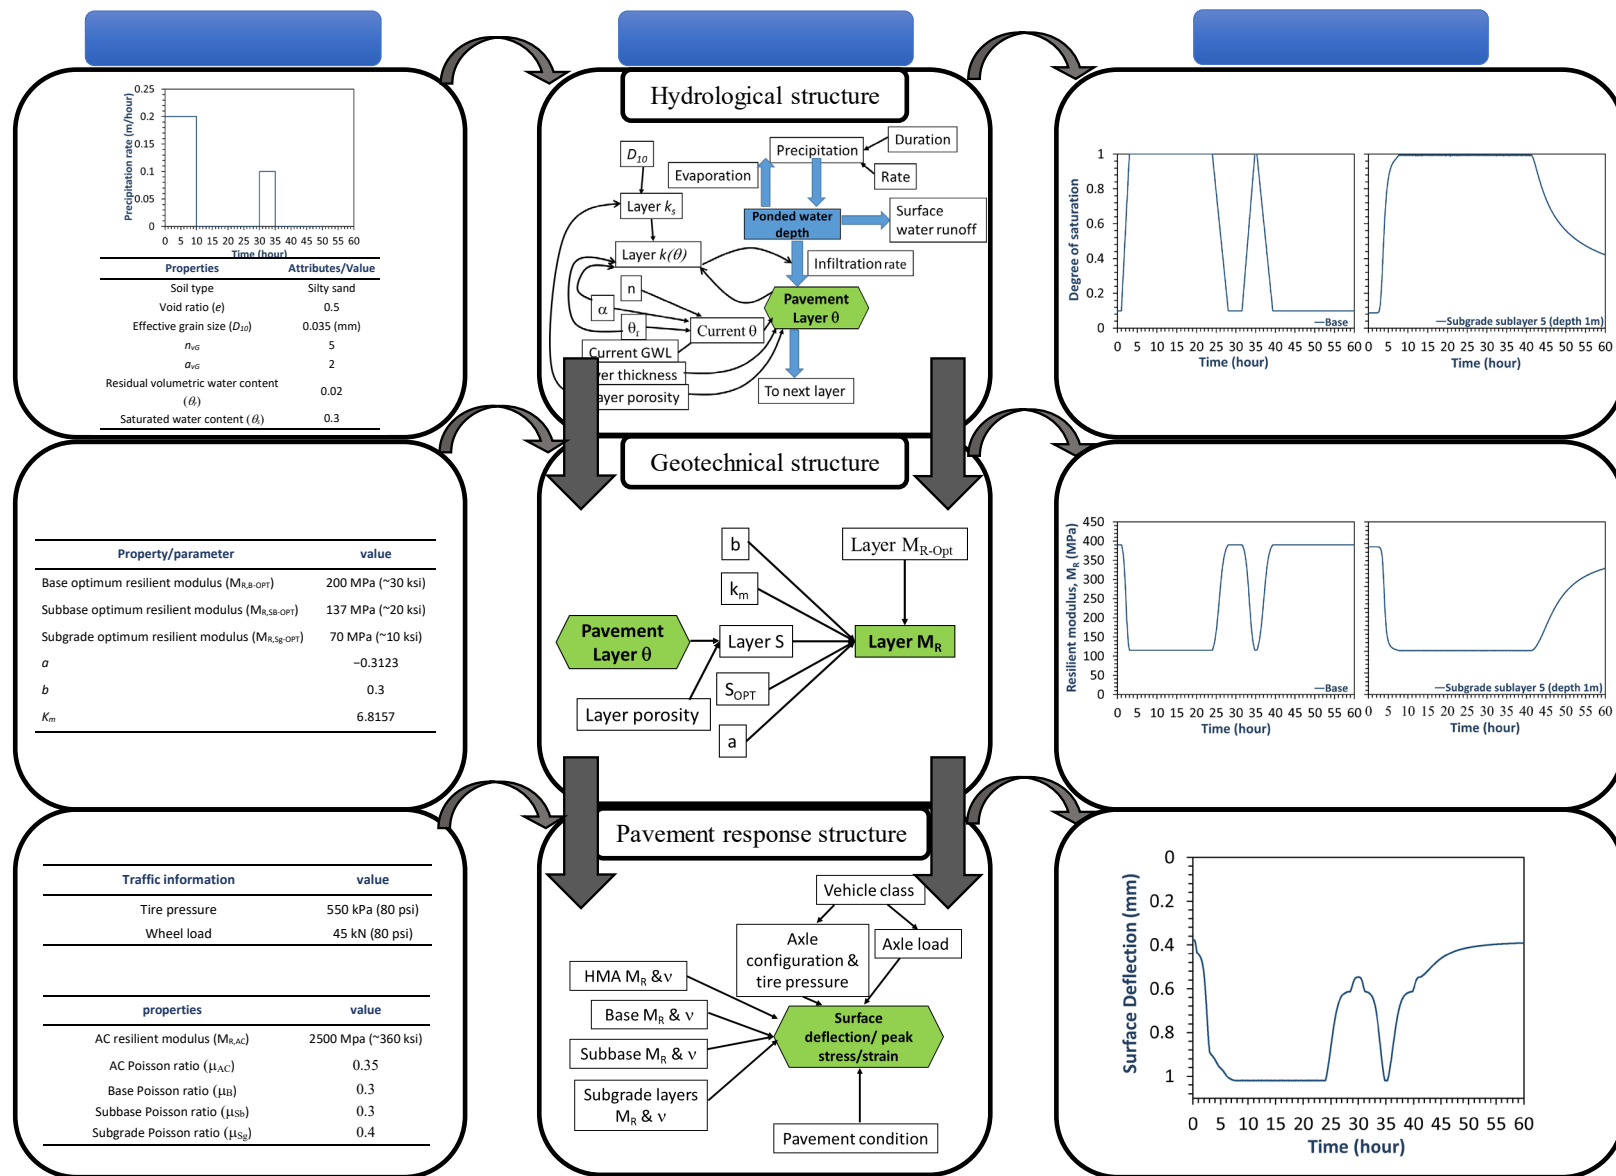 0.25
0.2
0.15
0.1
0.05
0
0 5 10 15 20 25 30 35 40 45 50 55 60
Precipitation rate (m/hour)
Time (hour)
Properties Attributes/Value
Soil type Silty sand
Void ratio (e) 0.5
Effective grain size (D10) 0.035 (mm)
nvG 5
avG 2
Residual volumetric water content
(θr) 0.02
Saturated water content (θs) 0.3
Hydrological structure
D10
Layer ks
Layer k(θ)
n
α
θr
Current θ
Current GWL
yer thickness
ayer porosity
Evaporation
Precipitation
Duration
Rate
Ponded water
depth
Surface
water runoff
Infiltration rate
Pavement
Layer θ
To next layer
Degree of saturation
1
0.8
0.6
0.4
0.2
0
Base
0 5 10 15 20 25 30 35 40 45 50 55 60
Time (hour)
Subgrade sublayer 5 (depth 1m)
0 5 10 15 20 25 30 35 40 45 50 55 60
Time (hour)
Property/parameter value
Base optimum resilient modulus (MR,B-OPT) 200 MPa (~30 ksi)
Subbase optimum resilient modulus (MR,SB-OPT) 137 MPa (~20 ksi)
Subgrade optimum resilient modulus (MR,Sg-OPT) 70 MPa (~10 ksi)
a −0.3123
b 0.3
Km 6.8157
Geotechnical structure
b
km
Layer MR-Opt
Pavement
Layer θ
Layer S
Layer MR
SOPT
Layer porosity
a
Resilient modulus, MR (MPa)
450
400
350
300
250
200
150
100
50
0
Base
0 5 10 15 20 25 30 35 40 45 50 55 60
Time (hour)
Subgrade sublayer 5 (depth 1m)
0 5 10 15 20 25 30 35 40 45 50 55 60
Time (hour)
Traffic information value
Tire pressure 550 kPa (80 psi)
Wheel load 45 kN (80 psi)
properties value
AC resilient modulus (MR,AC) 2500 Mpa (~360 ksi)
AC Poisson ratio (μAC) 0.35
Base Poisson ratio (μB) 0.3
Subbase Poisson ratio (μSb) 0.3
Subgrade Poisson ratio (μSg) 0.4
Pavement response structure
Vehicle class
Axle
configuration &
tire pressure
Axle load
HMA MR & ν
Base MR & ν
Subbase MR & ν
Subgrade layers
MR & ν
Surface
deflection/ peak
stress/strain
Pavement condition
Surface Deflection (mm)
0
0.2
0.4
0.6
0.8
1
0 5 10 15 20 25 30 35 40 45 50 55 60
Time (hour)